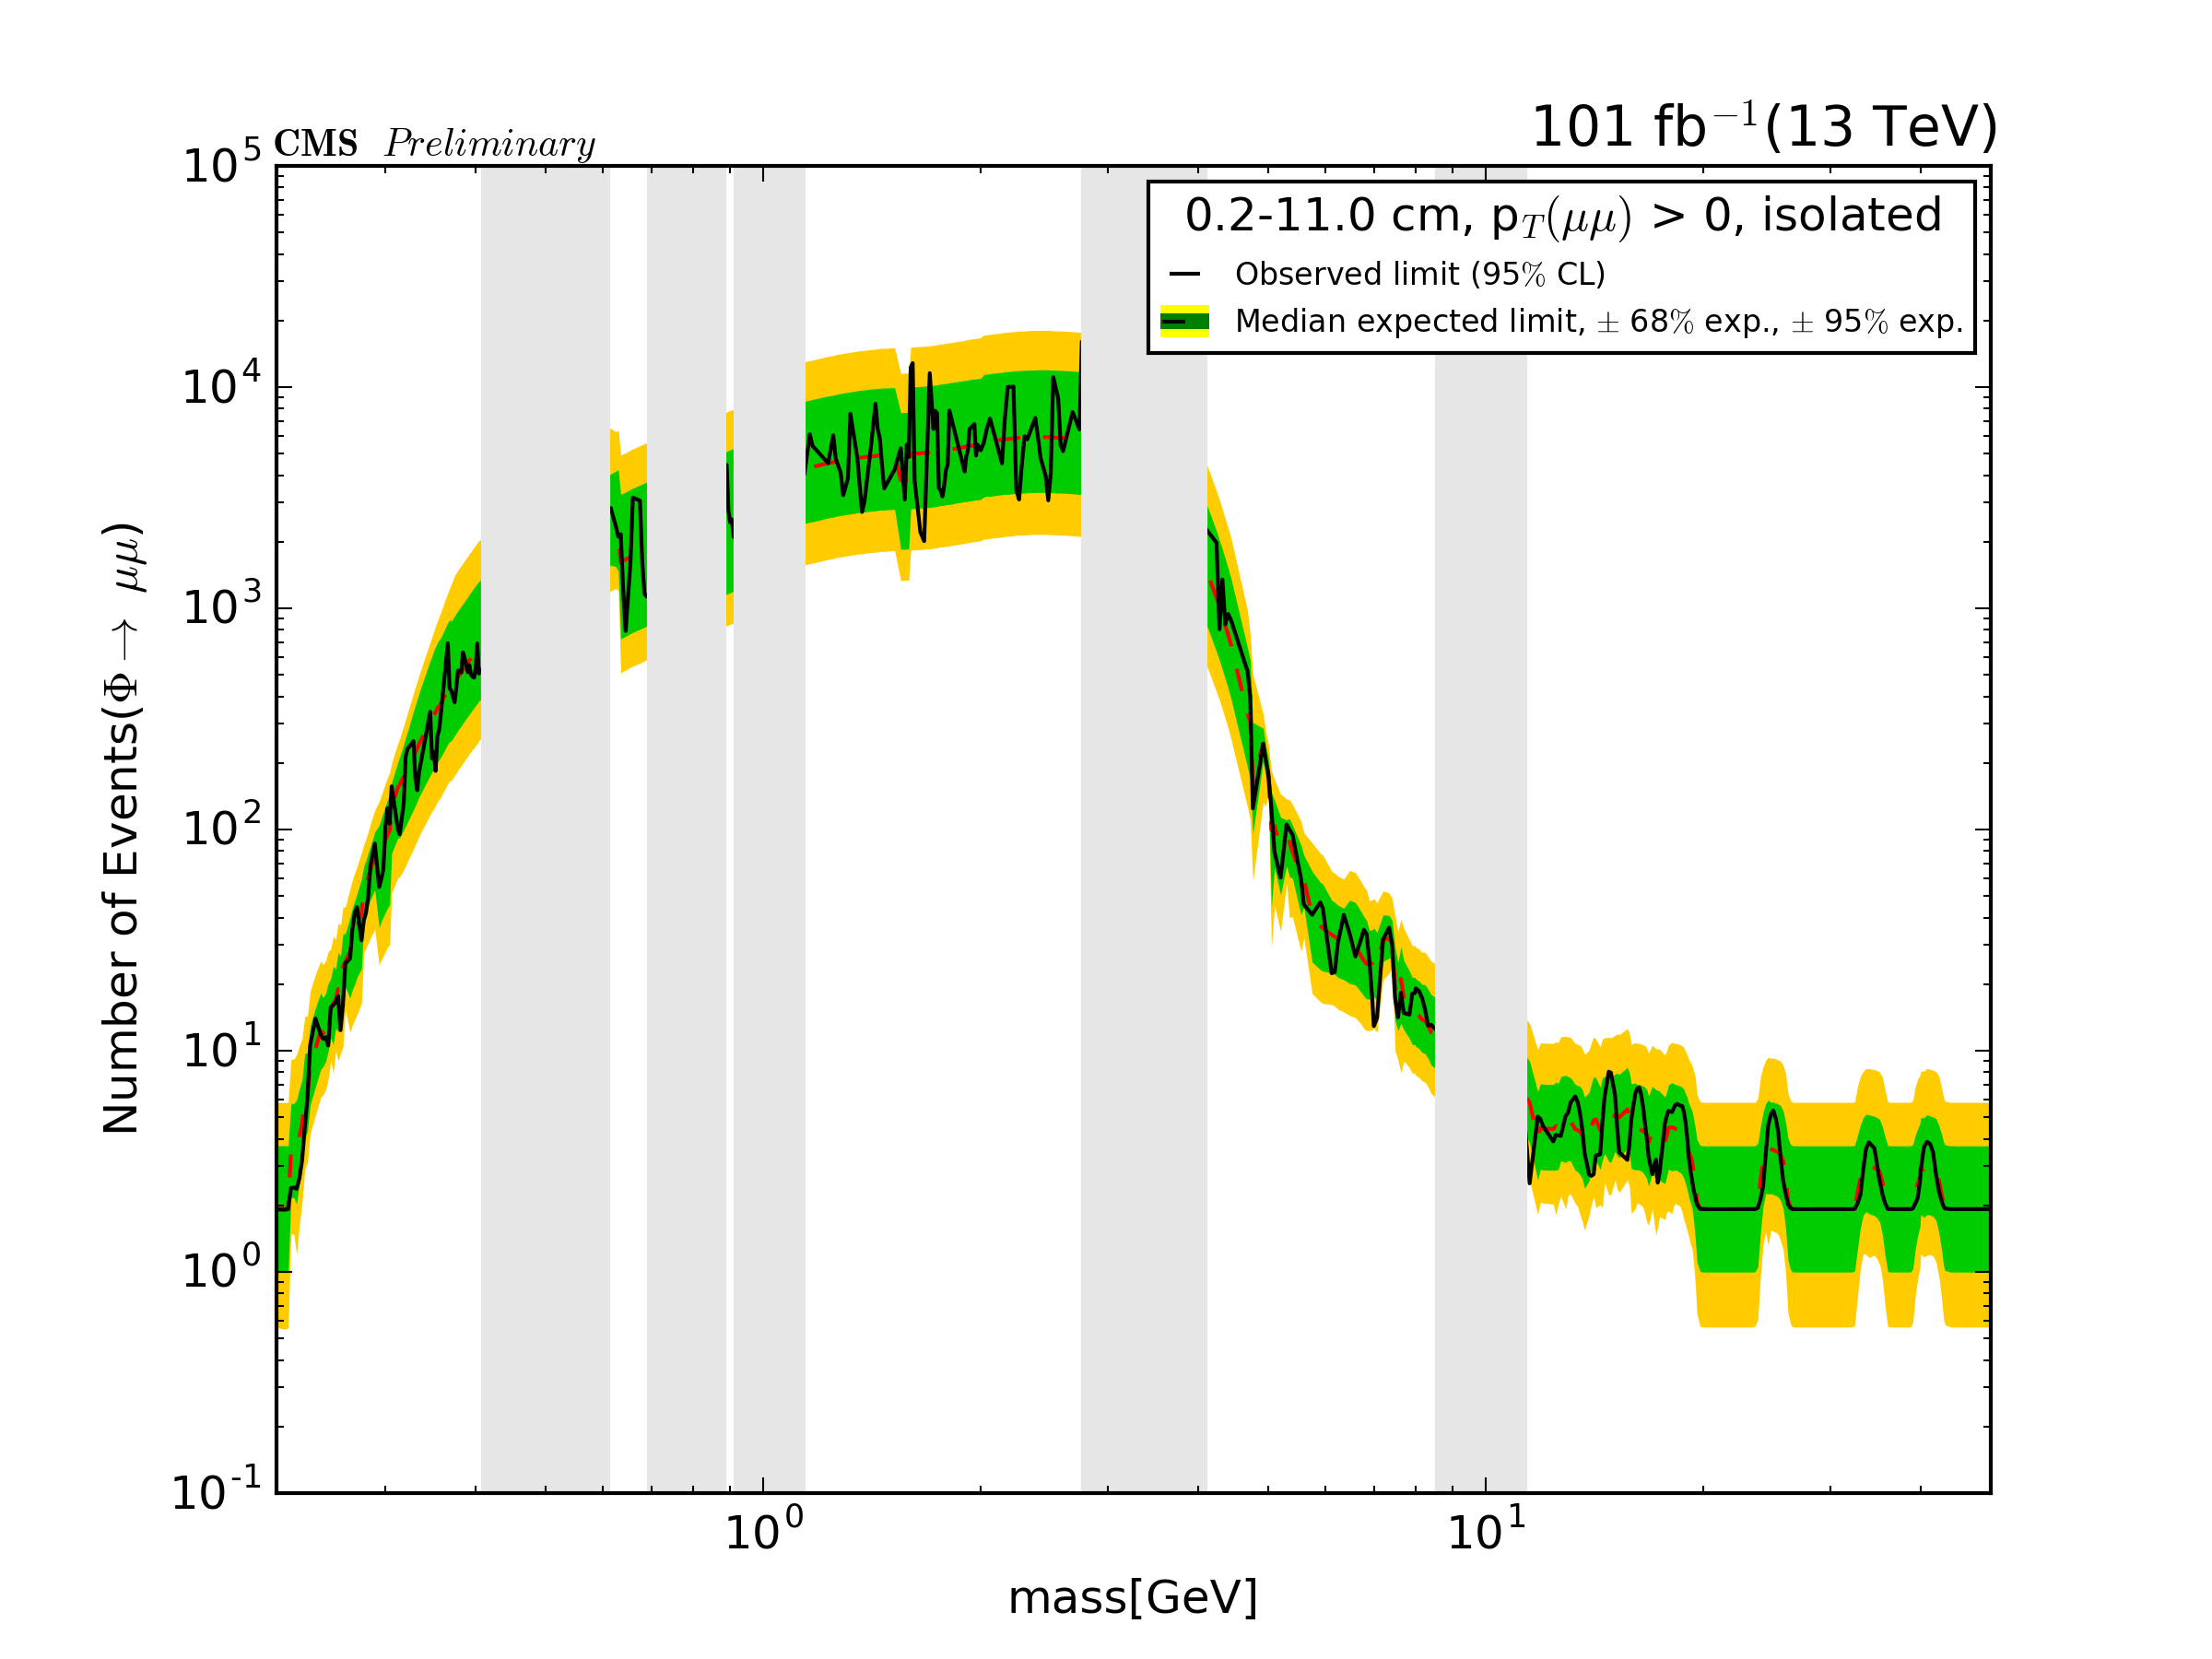 CMS Preliminary
101 fb⁻¹(13 TeV)
0.2-11.0 cm, p_T(μμ) > 0, isolated
Observed limit (95% CL)
Median expected limit, ± 68% exp., ± 95% exp.
Number of Events(Φ→ μμ)
10⁵
10⁴
10³
10²
10¹
10⁰
10⁻¹
10⁰ 10¹
mass[GeV]